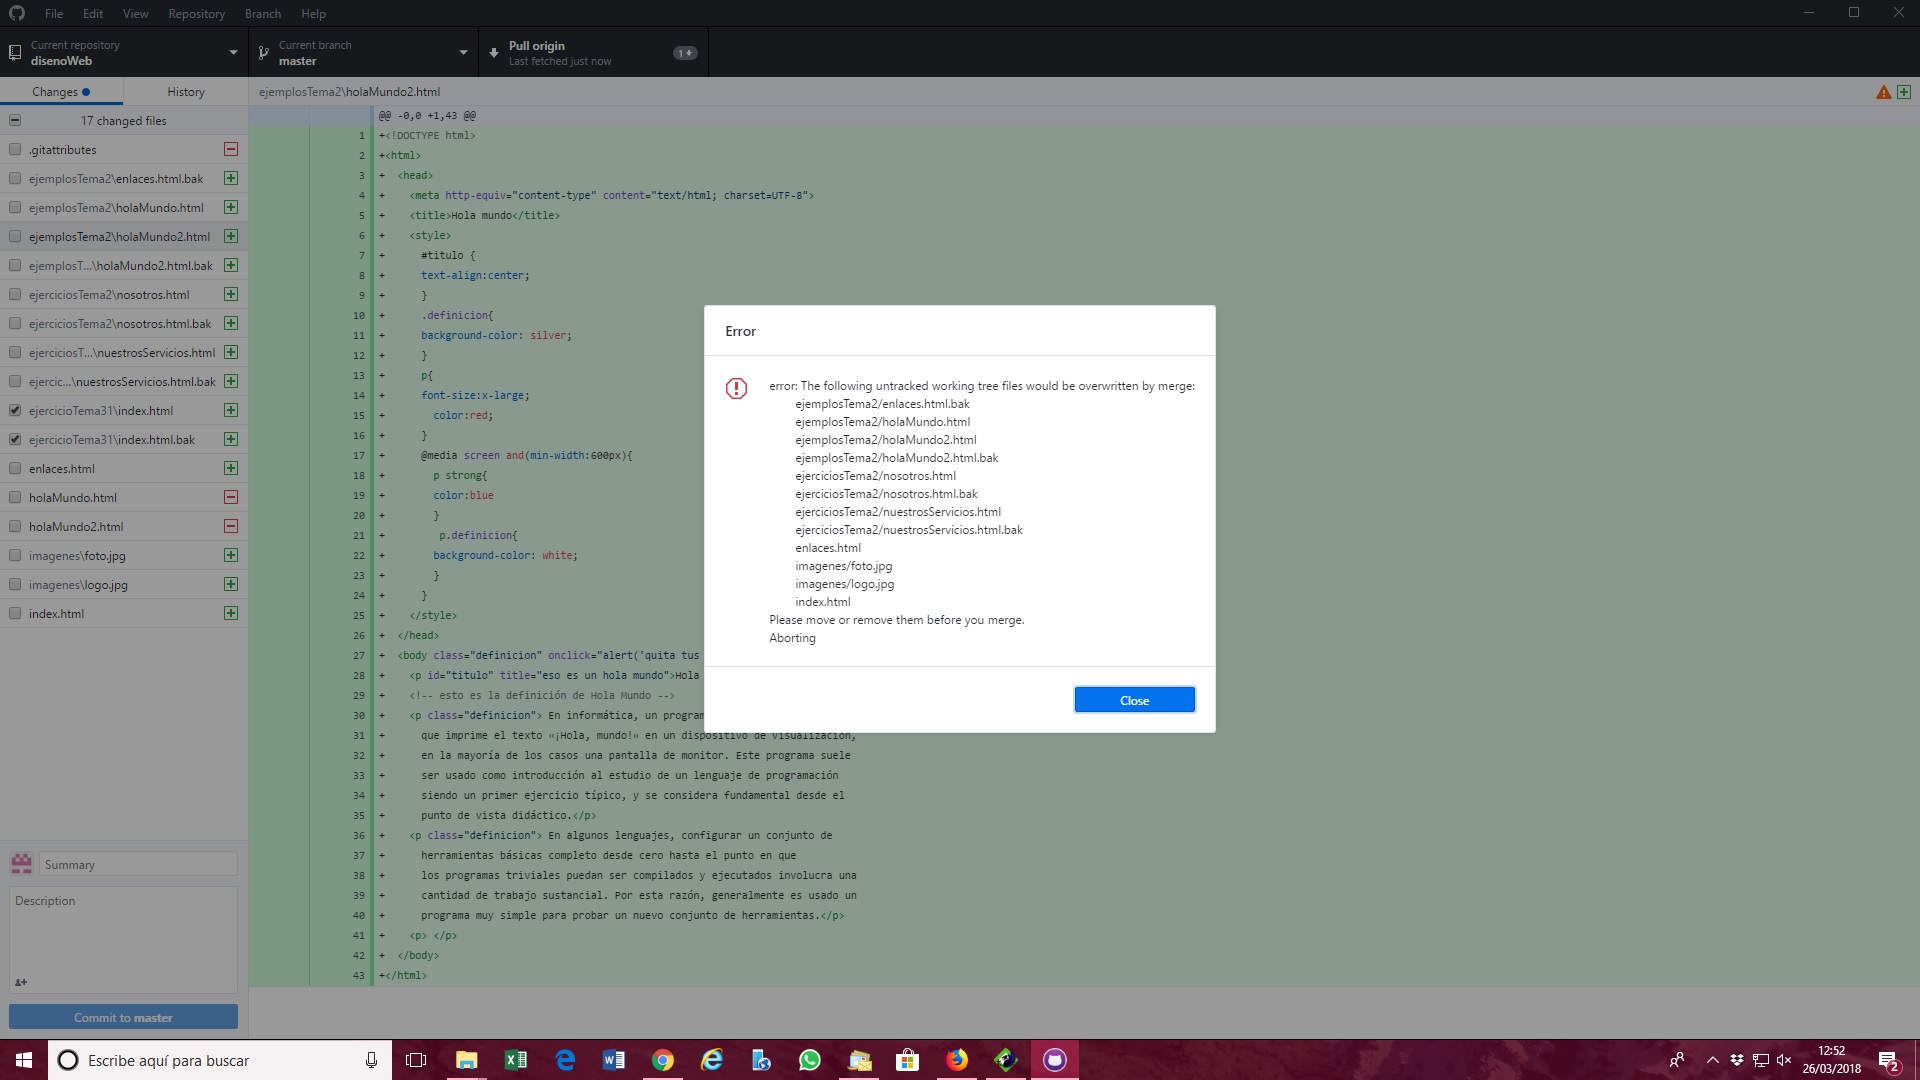 File Edit View Repository Branch Help
Current repository
disenoWeb
Current branch
master
Pull origin
Last fetched just now
1
Changes
History
17 changed files
.gitattributes
ejemplosTema2\enlaces.html.bak
ejemplosTema2\holaMundo.html
ejemplosTema2\holaMundo2.html
ejemplosT...\holaMundo2.html.bak
ejerciciosTema2\nosotros.html
ejerciciosTema2\nosotros.html.bak
ejerciciosT...\nuestrosServicios.html
ejercic...\nuestrosServicios.html.bak
ejercicioTema31\index.html
ejercicioTema31\index.html.bak
enlaces.html
holaMundo.html
holaMundo2.html
imagenes\foto.jpg
imagenes\logo.jpg
index.html
Summary
Description
Commit to master
ejemplosTema2\holaMundo2.html
@@ -0,0 +1,43 @@
1 +<!DOCTYPE html>
2 +<html>
3 + <head>
4 + <meta http-equiv="content-type" content="text/html; charset=UTF-8">
5 + <title>Hola mundo</title>
6 + <style>
7 + #titulo {
8 + text-align:center;
9 + }
10 + .definicion{
11 + background-color: silver;
12 + }
13 + p{
14 + font-size:x-large;
15 + color:red;
16 + }
17 + @media screen and(min-width:600px){
18 + p strong{
19 + color:blue
20 + }
21 + p.definicion{
22 + background-color: white;
23 + }
24 + }
25 + </style>
26 + </head>
27 + <body class="definicion" onclick="alert('quita tus
28 + <p id="titulo" title="eso es un hola mundo">Hola
29 + <!-- esto es la definición de Hola Mundo -->
30 + <p class="definicion"> En informática, un program
31 + que imprime el texto «¡Hola, mundo!» en un dispositivo de visualización,
32 + en la mayoría de los casos una pantalla de monitor. Este programa suele
33 + ser usado como introducción al estudio de un lenguaje de programación
34 + siendo un primer ejercicio típico, y se considera fundamental desde el
35 + punto de vista didáctico.</p>
36 + <p class="definicion"> En algunos lenguajes, configurar un conjunto de
37 + herramientas básicas completo desde cero hasta el punto en que
38 + los programas triviales puedan ser compilados y ejecutados involucra una
39 + cantidad de trabajo sustancial. Por esta razón, generalmente es usado un
40 + programa muy simple para probar un nuevo conjunto de herramientas.</p>
41 + <p> </p>
42 + </body>
43 +</html>
Error
error: The following untracked working tree files would be overwritten by merge:
ejemplosTema2/enlaces.html.bak
ejemplosTema2/holaMundo.html
ejemplosTema2/holaMundo2.html
ejemplosTema2/holaMundo2.html.bak
ejerciciosTema2/nosotros.html
ejerciciosTema2/nosotros.html.bak
ejerciciosTema2/nuestrosServicios.html
ejerciciosTema2/nuestrosServicios.html.bak
enlaces.html
imagenes/foto.jpg
imagenes/logo.jpg
index.html
Please move or remove them before you merge.
Aborting
Close
Escribe aquí para buscar
12:52
26/03/2018
2